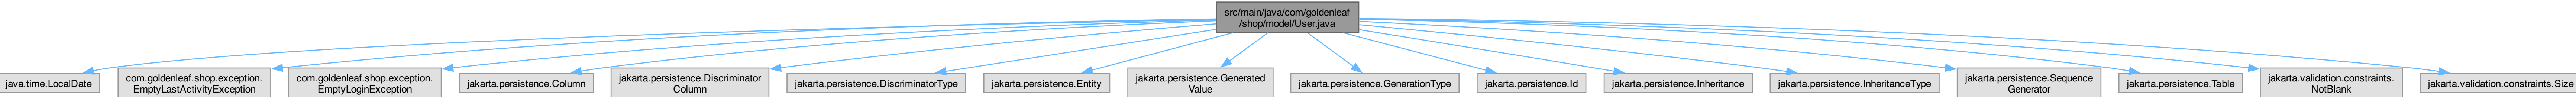 src/main/java/com/goldenleaf
/shop/model/User.java
java.time.LocalDate
com.goldenleaf.shop.exception.
EmptyLastActivityException
com.goldenleaf.shop.exception.
EmptyLoginException
jakarta.persistence.Column
jakarta.persistence.Discriminator
Column
jakarta.persistence.DiscriminatorType
jakarta.persistence.Entity
jakarta.persistence.Generated
Value
jakarta.persistence.GenerationType
jakarta.persistence.Id
jakarta.persistence.Inheritance
jakarta.persistence.InheritanceType
jakarta.persistence.Sequence
Generator
jakarta.persistence.Table
jakarta.validation.constraints.
NotBlank
jakarta.validation.constraints.Size